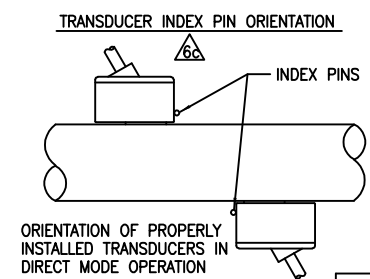 TRANSDUCER INDEX PIN ORIENTATION
6c
INDEX PINS
ORIENTATION OF PROPERLY
INSTALLED TRANSDUCERS IN
DIRECT MODE OPERATION